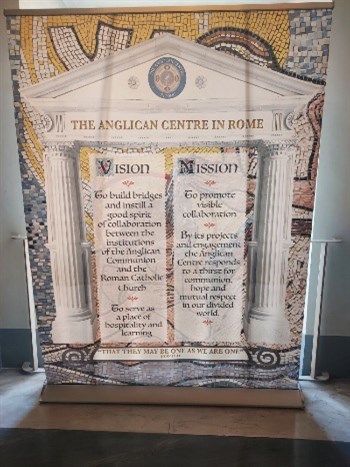 THE ANGLICAN CENTRE IN ROME
Vision
To build bridges
and instill a
good spirit
of collaboration
between the
institutions
of the Anglican
Communion
and the
Roman Catholic
Church
To serve as
a place of
hospitality and
learning
Mission
To promote
visible
collaboration
By its projects
and engagement
the Anglican
Centre responds
to a thirst for
communion,
hope and
mutual respect
in our divided
world.
"THAT THEY MAY BE ONE AS WE ARE ONE"